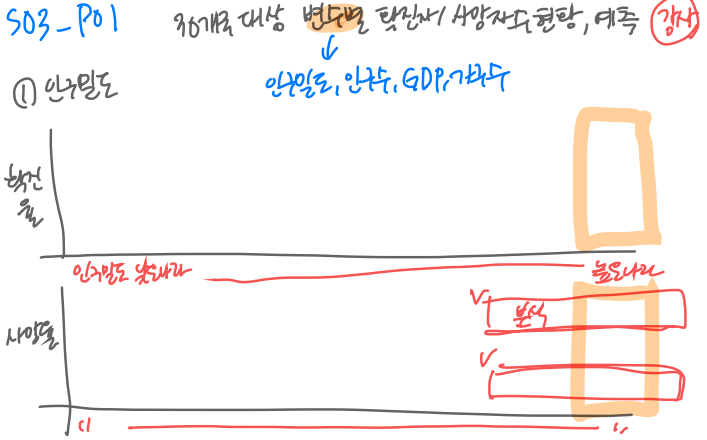 S03_P01
30개국 대상 변수별 확진자/사망자수 현황, 예측 감사
인구밀도, 인구수, GDP, 가구수
① 인구밀도
확진율
인구밀도 낮은나라 높은나라
분석
사망률
〃 〃